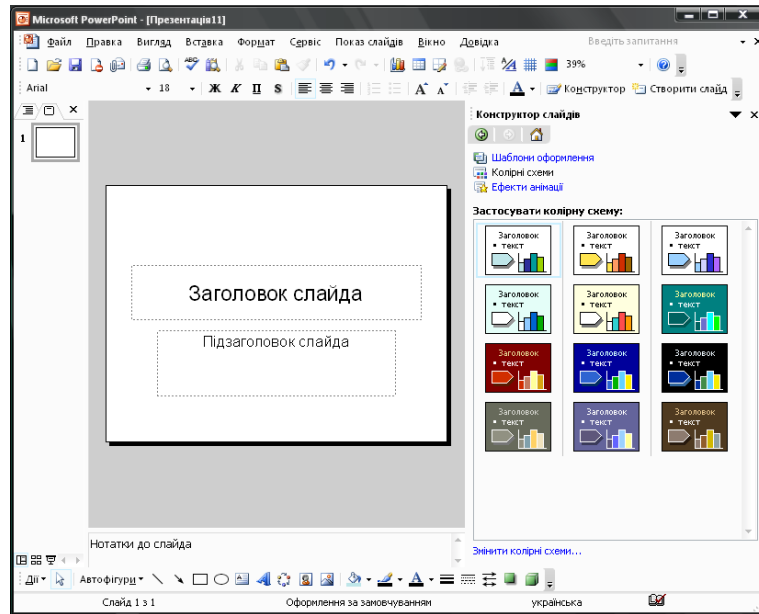 Microsoft PowerPoint - [Презентація11]
Файл Правка Вигляд Вставка Формат Сервіс Показ слайдів Вікно Довідка Введіть запитання
39%
Arial 18 Ж К П S Конструктор Створити слайд
Конструктор слайдів
1
Шаблони оформлення
Колірні схеми
Ефекти анімації
Застосувати колірну схему:
Заголовок Заголовок Заголовок
• текст • текст • текст
Заголовок Заголовок Заголовок
• текст • текст • текст
Заголовок Заголовок Заголовок
• текст • текст • текст
Заголовок Заголовок Заголовок
• текст • текст • текст
Заголовок слайда
Підзаголовок слайда
Нотатки до слайда
Змінити колірні схеми...
Дії Автофігури
Слайд 1 з 1 Оформлення за замовчуванням українська